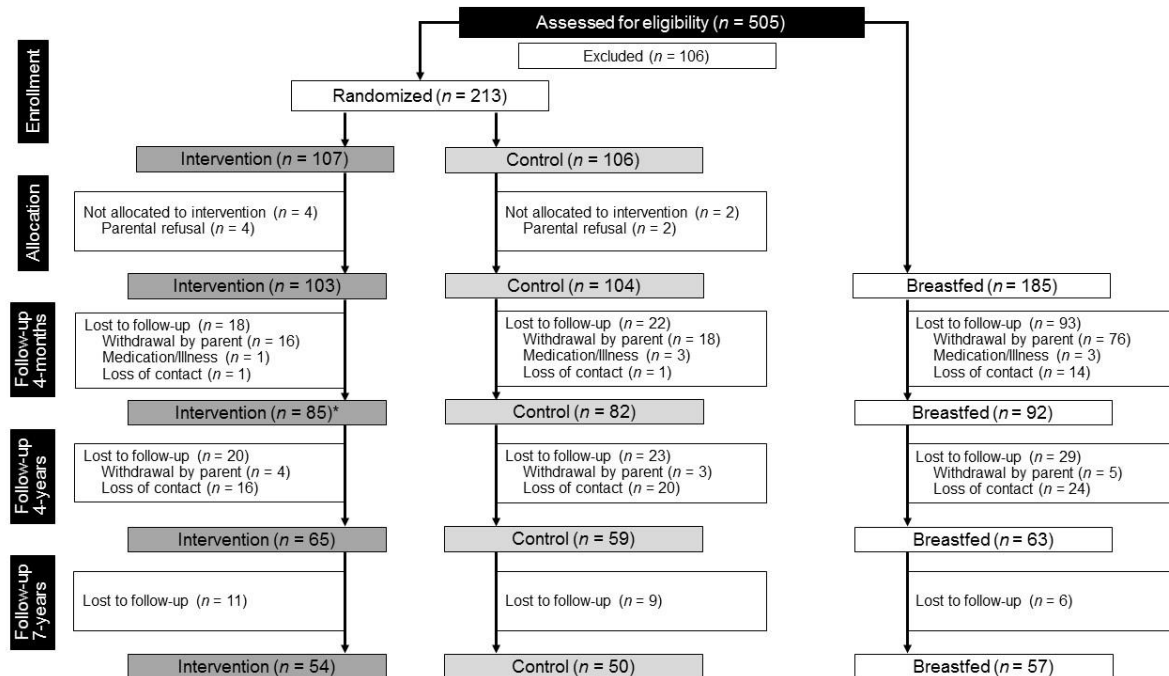 Assessed for eligibility (n = 505)
Excluded (n = 106)
Enrollment
Randomized (n = 213)
Intervention (n = 107)
Control (n = 106)
Allocation
Not allocated to intervention (n = 4)
Parental refusal (n = 4)
Not allocated to intervention (n = 2)
Parental refusal (n = 2)
Intervention (n = 103)
Control (n = 104)
Breastfed (n = 185)
Follow-up
4-months
Lost to follow-up (n = 18)
Withdrawal by parent (n = 16)
Medication/Illness (n = 1)
Loss of contact (n = 1)
Lost to follow-up (n = 22)
Withdrawal by parent (n = 18)
Medication/Illness (n = 3)
Loss of contact (n = 1)
Lost to follow-up (n = 93)
Withdrawal by parent (n = 76)
Medication/Illness (n = 3)
Loss of contact (n = 14)
Intervention (n = 85)*
Control (n = 82)
Breastfed (n = 92)
Follow-up
4-years
Lost to follow-up (n = 20)
Withdrawal by parent (n = 4)
Loss of contact (n = 16)
Lost to follow-up (n = 23)
Withdrawal by parent (n = 3)
Loss of contact (n = 20)
Lost to follow-up (n = 29)
Withdrawal by parent (n = 5)
Loss of contact (n = 24)
Intervention (n = 65)
Control (n = 59)
Breastfed (n = 63)
Follow-up
7-years
Lost to follow-up (n = 11)
Lost to follow-up (n = 9)
Lost to follow-up (n = 6)
Intervention (n = 54)
Control (n = 50)
Breastfed (n = 57)